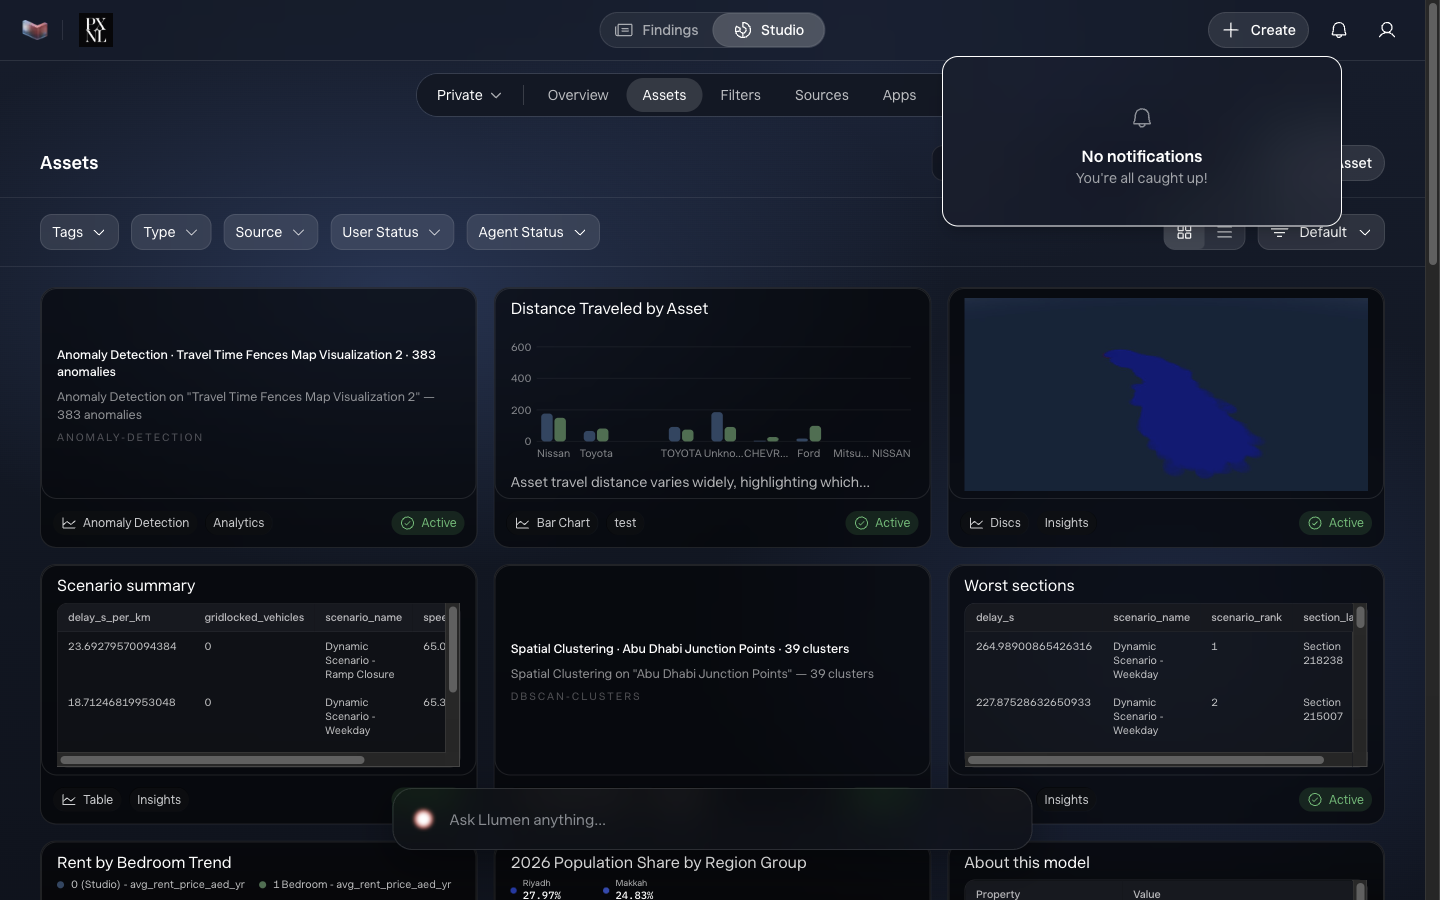 PX
NL
Findings
Studio
Create
Private
Overview
Assets
Filters
Sources
Apps
No notifications
You're all caught up!
Assets
Tags
Type
Source
User Status
Agent Status
Default
Anomaly Detection · Travel Time Fences Map Visualization 2 · 383
anomalies
Anomaly Detection on "Travel Time Fences Map Visualization 2" —
383 anomalies
ANOMALY-DETECTION
Anomaly Detection
Analytics
Active
Distance Traveled by Asset
600
400
200
0
Nissan
Toyota
TOYOTA
Unkno...
CHEVR...
Ford
Mitsu...
NISSAN
Asset travel distance varies widely, highlighting which...
Bar Chart
test
Active
Discs
Insights
Active
Scenario summary
delay_s_per_km gridlocked_vehicles scenario_name spee
23.69279570094384 0 Dynamic 65.0
Scenario -
Ramp Closure
18.71246819953048 0 Dynamic 65.3
Scenario -
Weekday
Table
Insights
Spatial Clustering · Abu Dhabi Junction Points · 39 clusters
Spatial Clustering on "Abu Dhabi Junction Points" — 39 clusters
DBSCAN-CLUSTERS
Worst sections
delay_s scenario_name scenario_rank section_la
264.98900865426316 Dynamic 1 Section
Scenario - 218238
Weekday
227.87528632650933 Dynamic 2 Section
Scenario - 215007
Weekday
Insights
Active
Ask Llumen anything...
Rent by Bedroom Trend
0 (Studio) - avg_rent_price_aed_yr
1 Bedroom - avg_rent_price_aed_yr
2026 Population Share by Region Group
Riyadh
27.97%
Makkah
24.83%
About this model
Property Value